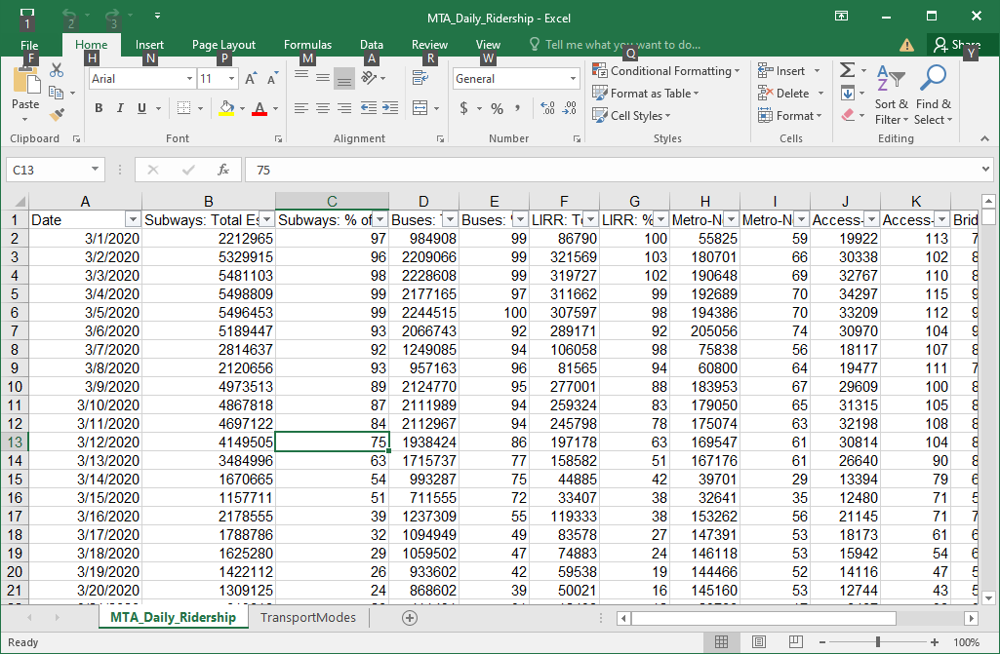 MTA_Daily_Ridership - Excel
1 2 3
File Home Insert Page Layout Formulas Data Review View Tell me what you want to do... Share
F H N P M A R W Q Y
Arial 11 General
Paste
B I U
$ % ,
Conditional Formatting
Format as Table
Cell Styles
Insert
Delete
Format
Sort & Filter
Find & Select
Clipboard Font Alignment Number Styles Cells Editing
C13 fx 75
A B C D E F G H I J K
1 Date Subways: Total Es Subways: % of Buses: Buses: LIRR: T LIRR: % Metro-N Metro-N Access- Access- Brid
2 3/1/2020 2212965 97 984908 99 86790 100 55825 59 19922 113 7
3 3/2/2020 5329915 96 2209066 99 321569 103 180701 66 30338 102 8
4 3/3/2020 5481103 98 2228608 99 319727 102 190648 69 32767 110 8
5 3/4/2020 5498809 99 2177165 97 311662 99 192689 70 34297 115 9
6 3/5/2020 5496453 99 2244515 100 307597 98 194386 70 33209 112 9
7 3/6/2020 5189447 93 2066743 92 289171 92 205056 74 30970 104 9
8 3/7/2020 2814637 92 1249085 94 106058 98 75838 56 18117 107 8
9 3/8/2020 2120656 93 957163 96 81565 94 60800 64 19477 111 7
10 3/9/2020 4973513 89 2124770 95 277001 88 183953 67 29609 100 8
11 3/10/2020 4867818 87 2111989 94 259324 83 179050 65 31315 105 8
12 3/11/2020 4697122 84 2112967 94 245798 78 175074 63 32198 108 8
13 3/12/2020 4149505 75 1938424 86 197178 63 169547 61 30814 104 8
14 3/13/2020 3484996 63 1715737 77 158582 51 167176 61 26640 90 8
15 3/14/2020 1670665 54 993287 75 44885 42 39701 29 13394 79 6
16 3/15/2020 1157711 51 711555 72 33407 38 32641 35 12480 71 5
17 3/16/2020 2178555 39 1237309 55 119333 38 153262 56 21145 71 7
18 3/17/2020 1788786 32 1094949 49 83578 27 147391 53 18173 61 6
19 3/18/2020 1625280 29 1059502 47 74883 24 146118 53 15942 54 6
20 3/19/2020 1422112 26 933602 42 59538 19 144466 52 14116 47 5
21 3/20/2020 1309125 24 868602 39 50021 16 145160 53 12744 43 5
MTA_Daily_Ridership TransportModes
Ready 100%